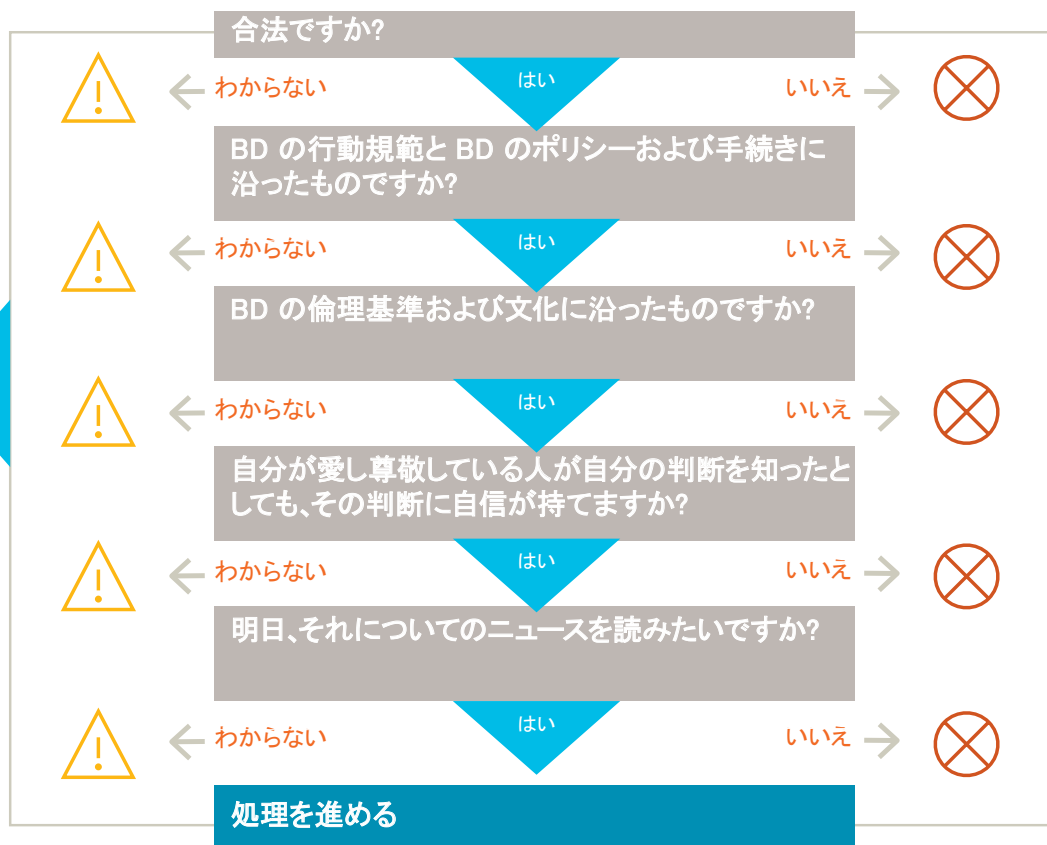 合法ですか?
わからない
はい
いいえ
BD の行動規範と BD のポリシーおよび手続きに
沿ったものですか?
わからない
はい
いいえ
BD の倫理基準および文化に沿ったものですか?
わからない
はい
いいえ
自分が愛し尊敬している人が自分の判断を知ったと
しても、その判断に自信が持てますか?
わからない
はい
いいえ
明日、それについてのニュースを読みたいですか?
わからない
はい
いいえ
処理を進める